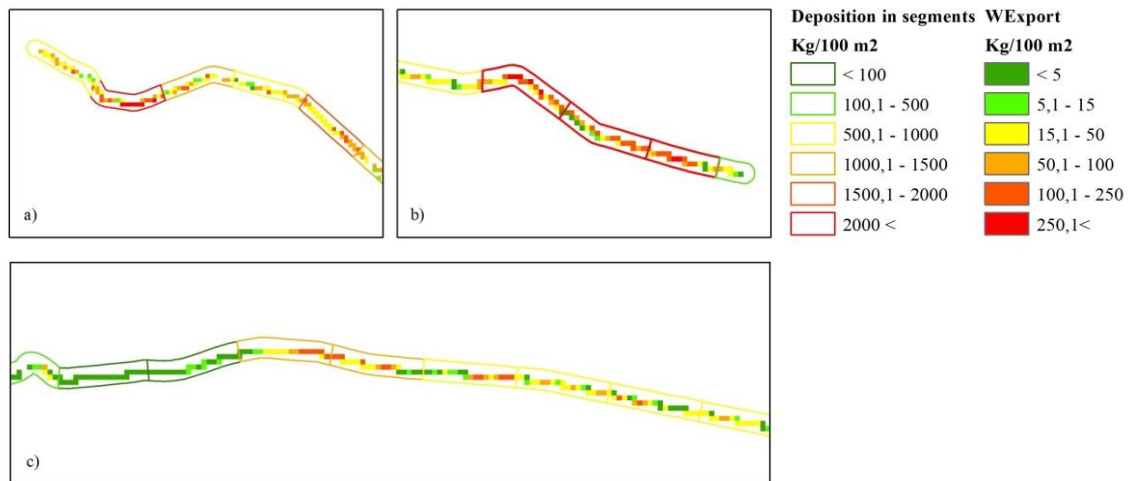 Deposition in segments WExport
Kg/100 m2 Kg/100 m2
< 100 < 5
100,1 - 500 5,1 - 15
500,1 - 1000 15,1 - 50
1000,1 - 1500 50,1 - 100
1500,1 - 2000 100,1 - 250
2000 < 250,1<
a)
b)
c)